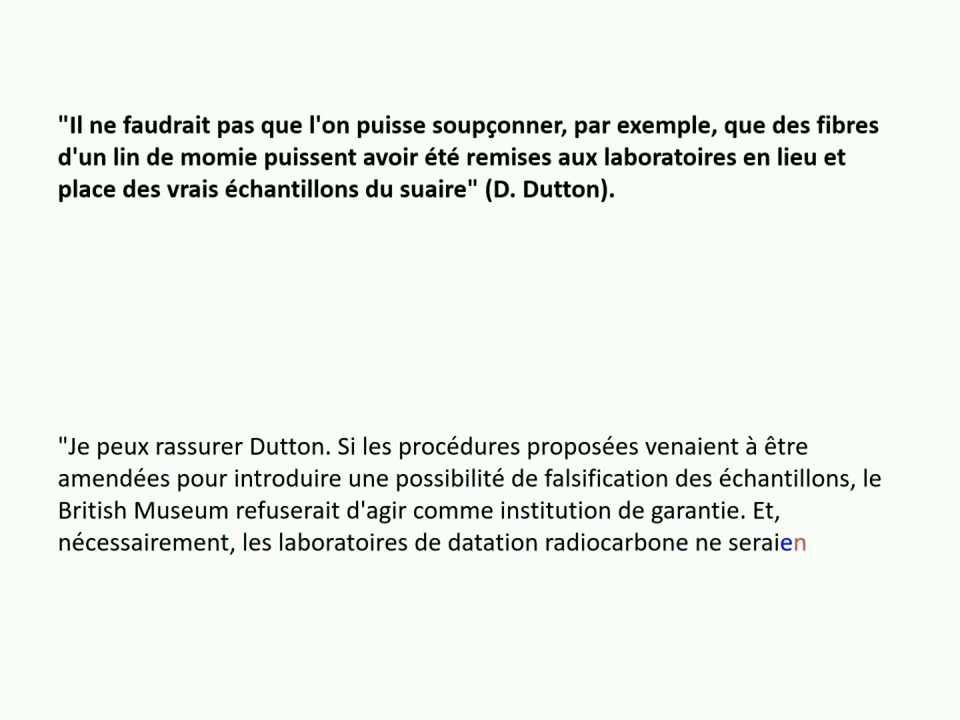 "Il ne faudrait pas que l'on puisse soupçonner, par exemple, que des fibres
d'un lin de momie puissent avoir été remises aux laboratoires en lieu et
place des vrais échantillons du suaire" (D. Dutton).
"Je peux rassurer Dutton. Si les procédures proposées venaient à être
amendées pour introduire une possibilité de falsification des échantillons, le
British Museum refuserait d'agir comme institution de garantie. Et,
nécessairement, les laboratoires de datation radiocarbone ne seraien